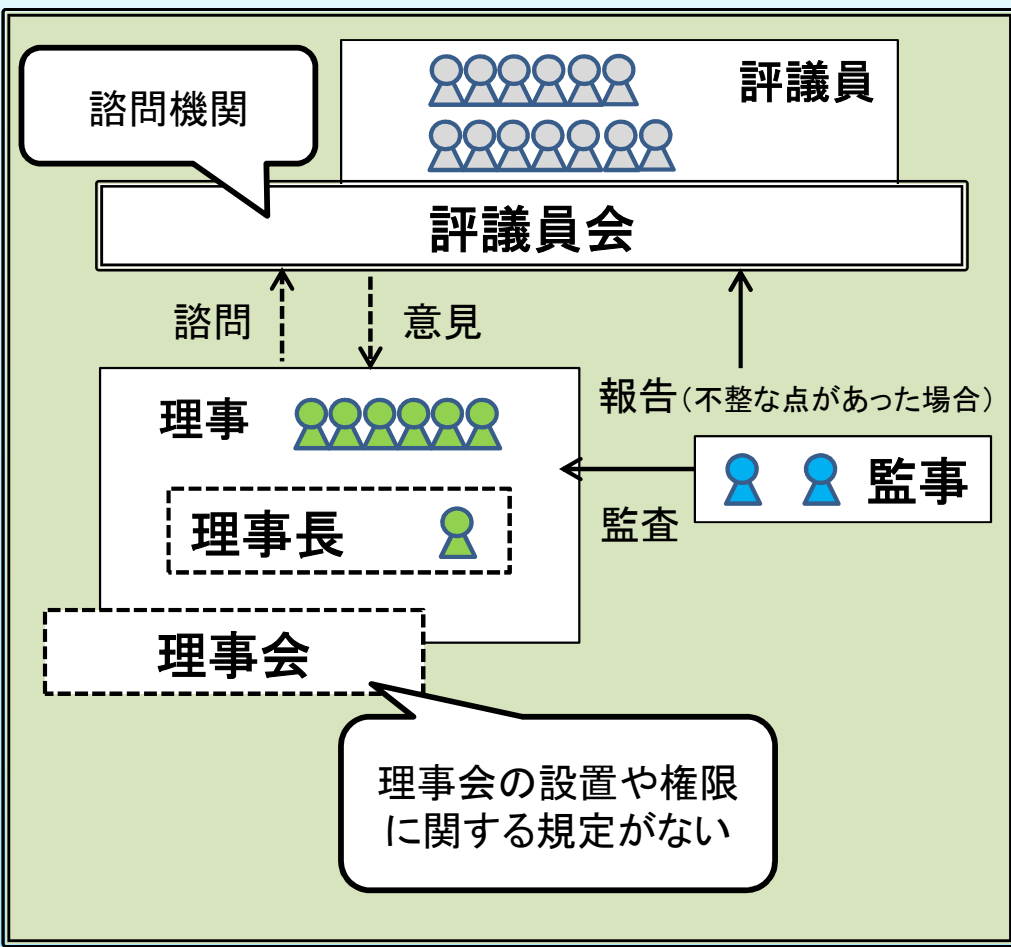 評議員
諮問機関
評議員会
諮問
意見
報告(不整な点があった場合)
理事
監事
監査
理事長
理事会
理事会の設置や権限
に関する規定がない